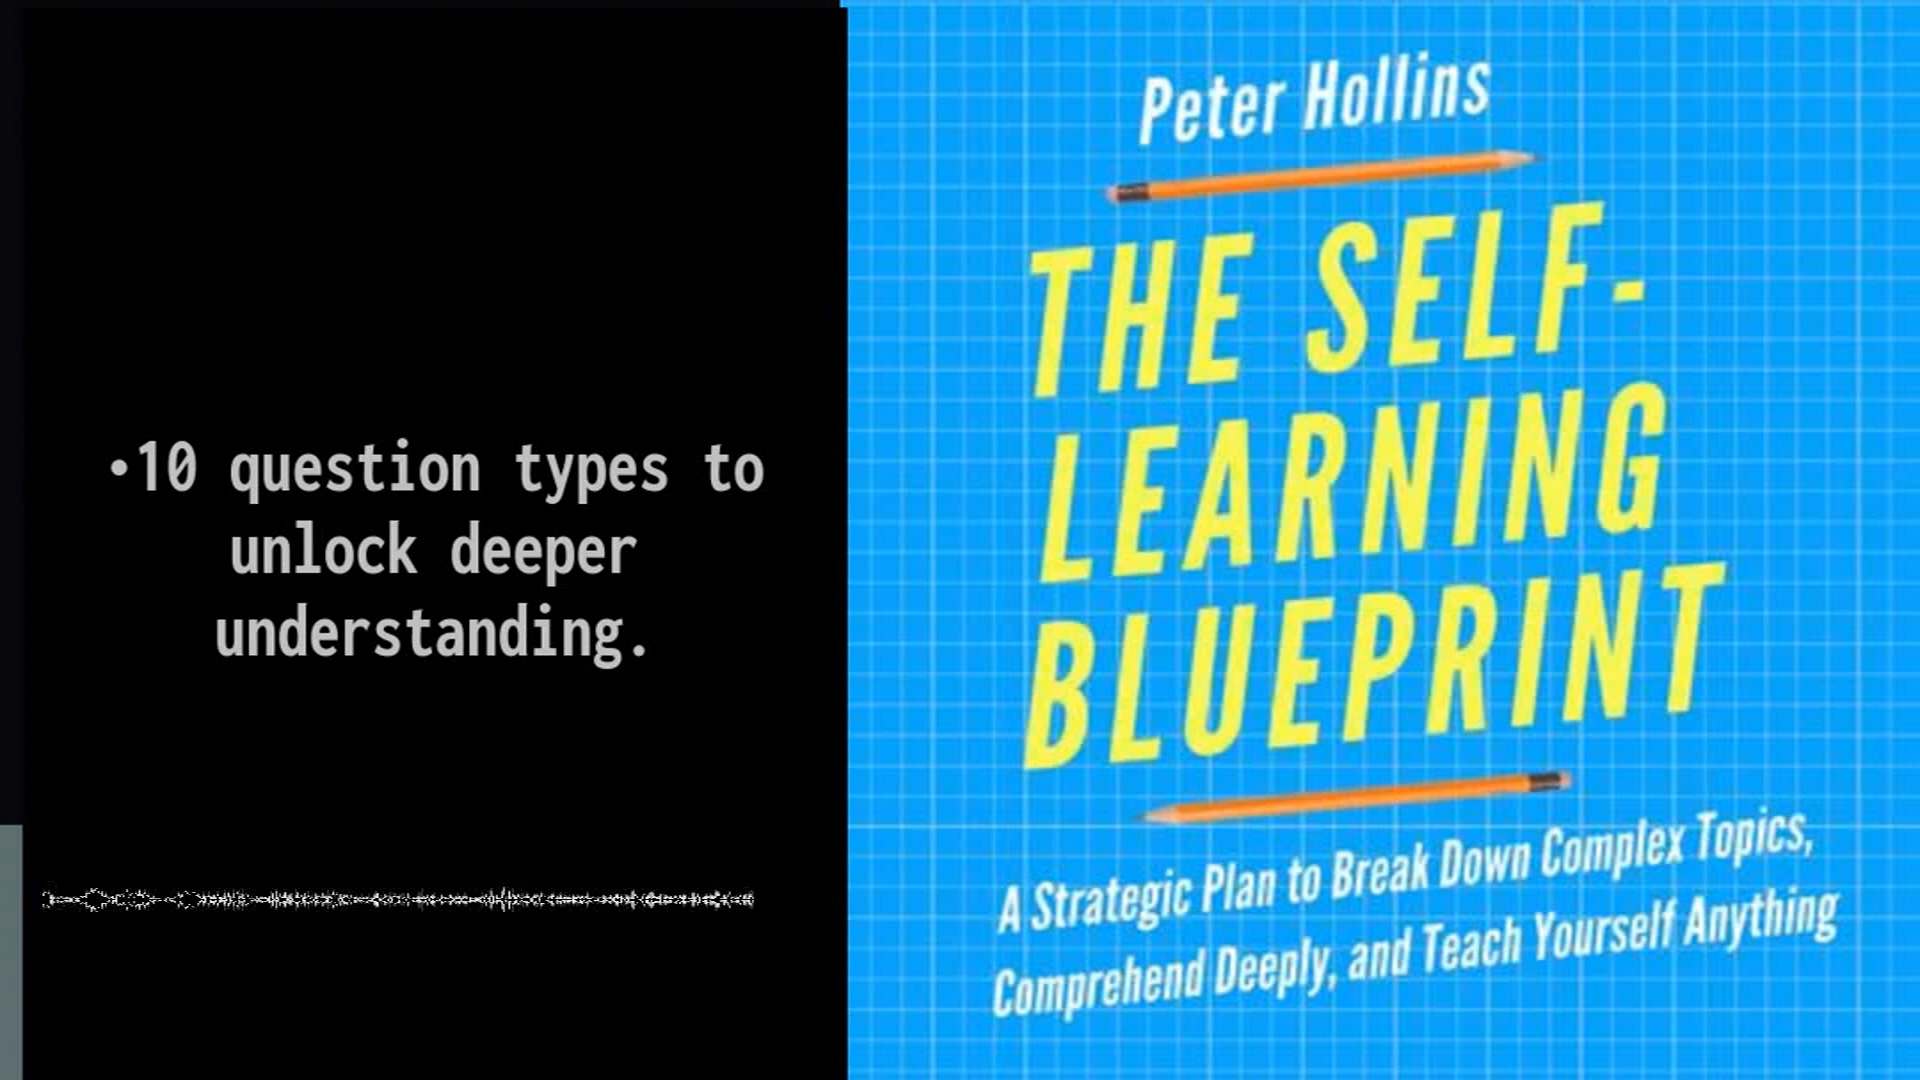 •10 question types to
unlock deeper
understanding.
Peter Hollins
THE SELF-
LEARNING
BLUEPRINT
A Strategic Plan to Break Down Complex Topics,
Comprehend Deeply, and Teach Yourself Anything